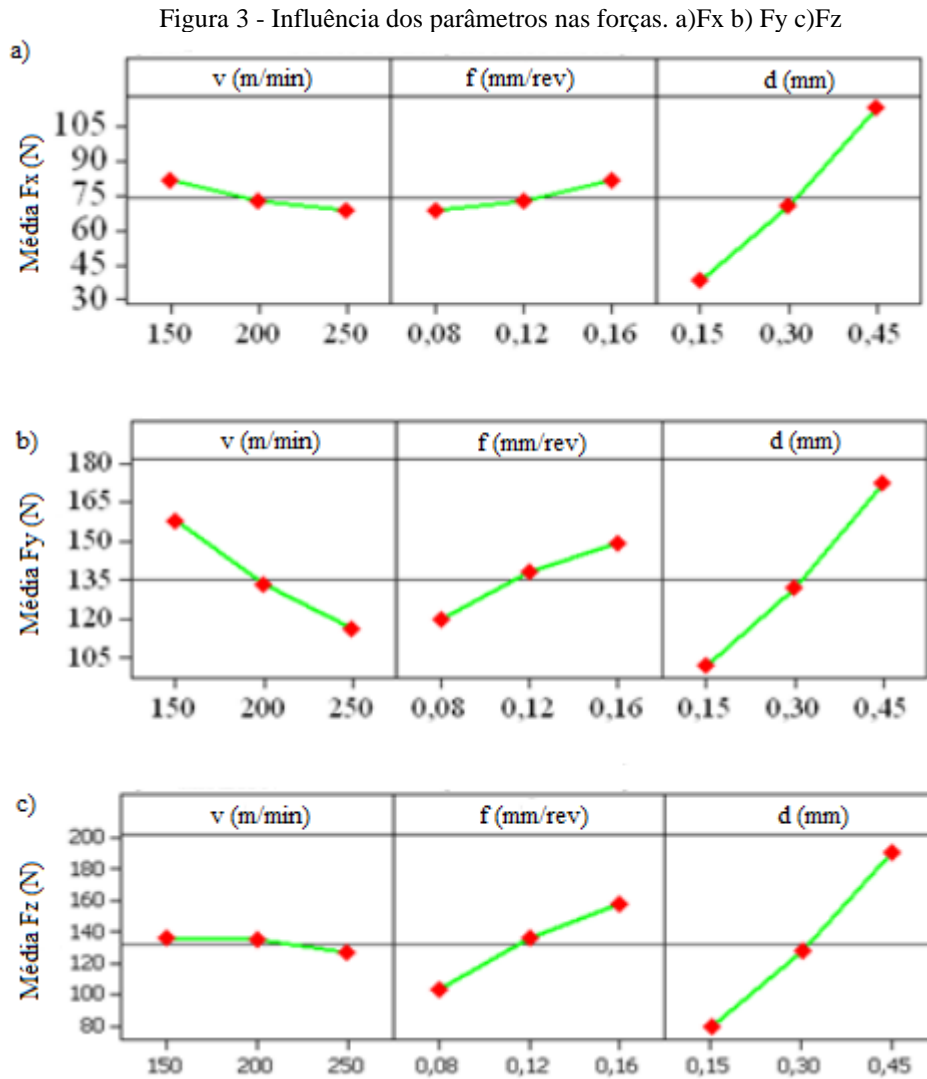 Figura 3 - Influência dos parâmetros nas forças. a)Fx b) Fy c)Fz
a)
v (m/min) f (mm/rev) d (mm)
Média Fx (N)
105
90
75
60
45
30
150 200 250 0,08 0,12 0,16 0,15 0,30 0,45
b)
v (m/min) f (mm/rev) d (mm)
Média Fy (N)
180
165
150
135
120
105
150 200 250 0,08 0,12 0,16 0,15 0,30 0,45
c)
v (m/min) f (mm/rev) d (mm)
Média Fz (N)
200
180
160
140
120
100
80
150 200 250 0,08 0,12 0,16 0,15 0,30 0,45